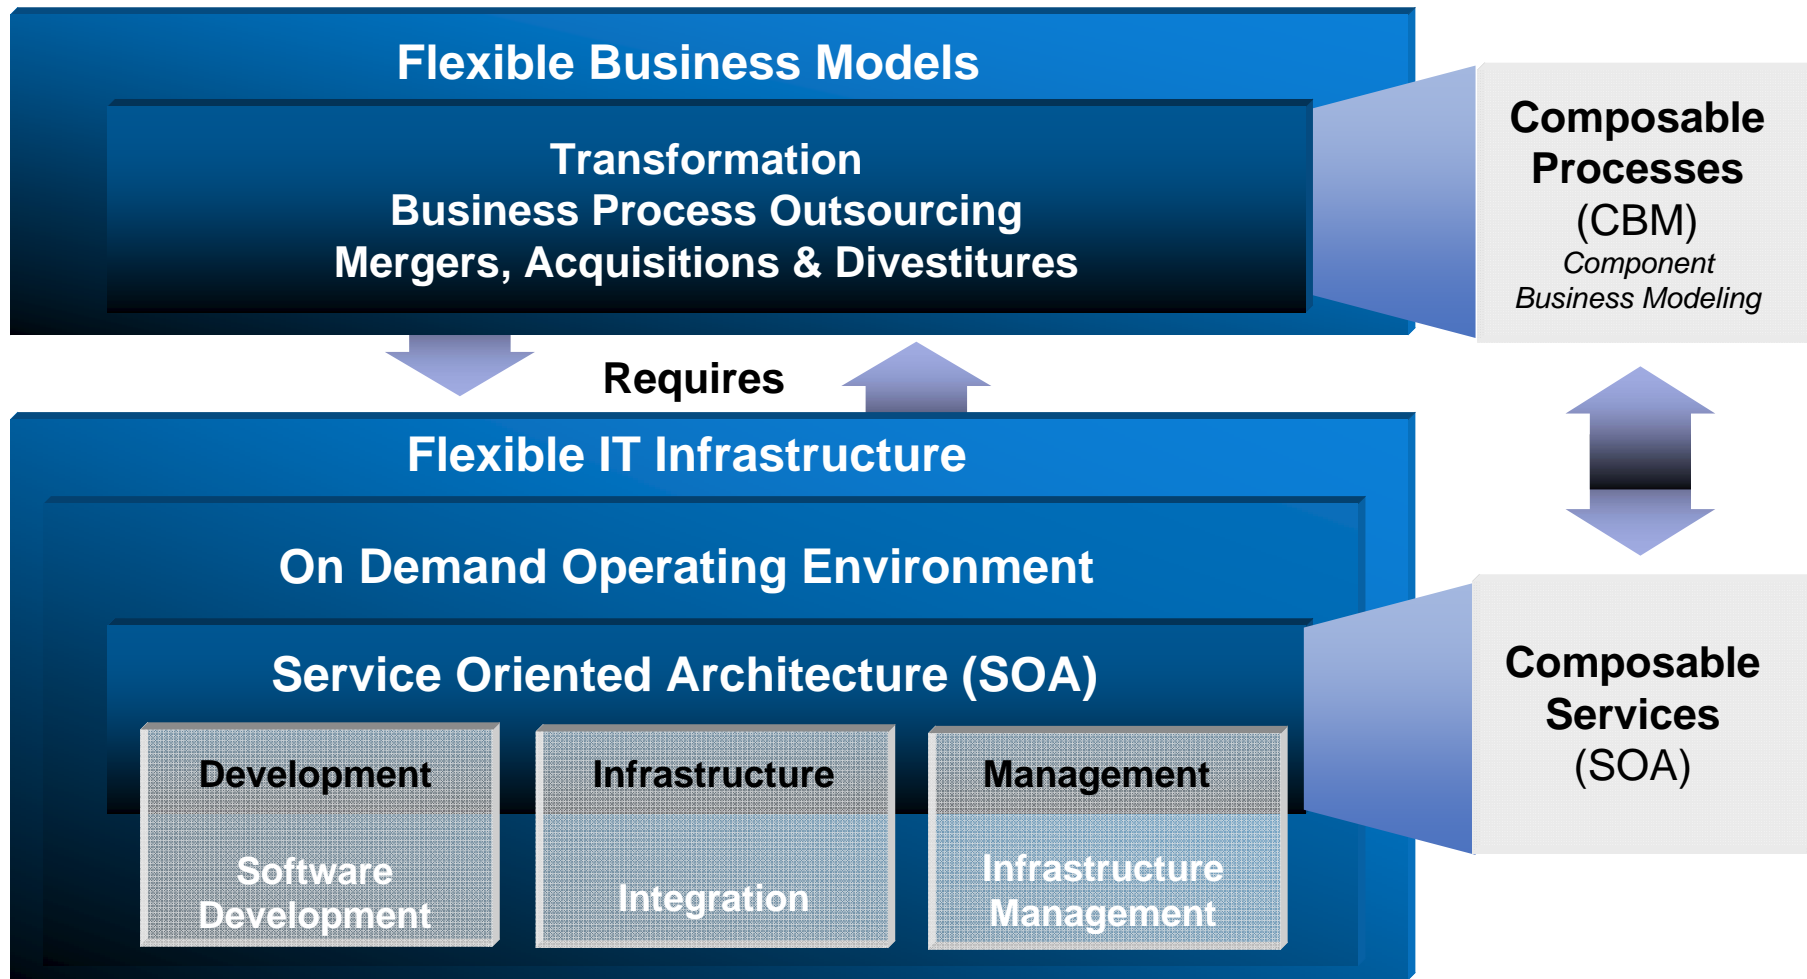 Flexible Business Models
Transformation
Business Process Outsourcing
Mergers, Acquisitions & Divestitures
Composable
Processes
(CBM)
Component
Business Modeling
Requires
Flexible IT Infrastructure
On Demand Operating Environment
Service Oriented Architecture (SOA)
Development
Software
Development
Infrastructure
Integration
Management
Infrastructure
Management
Composable
Services
(SOA)